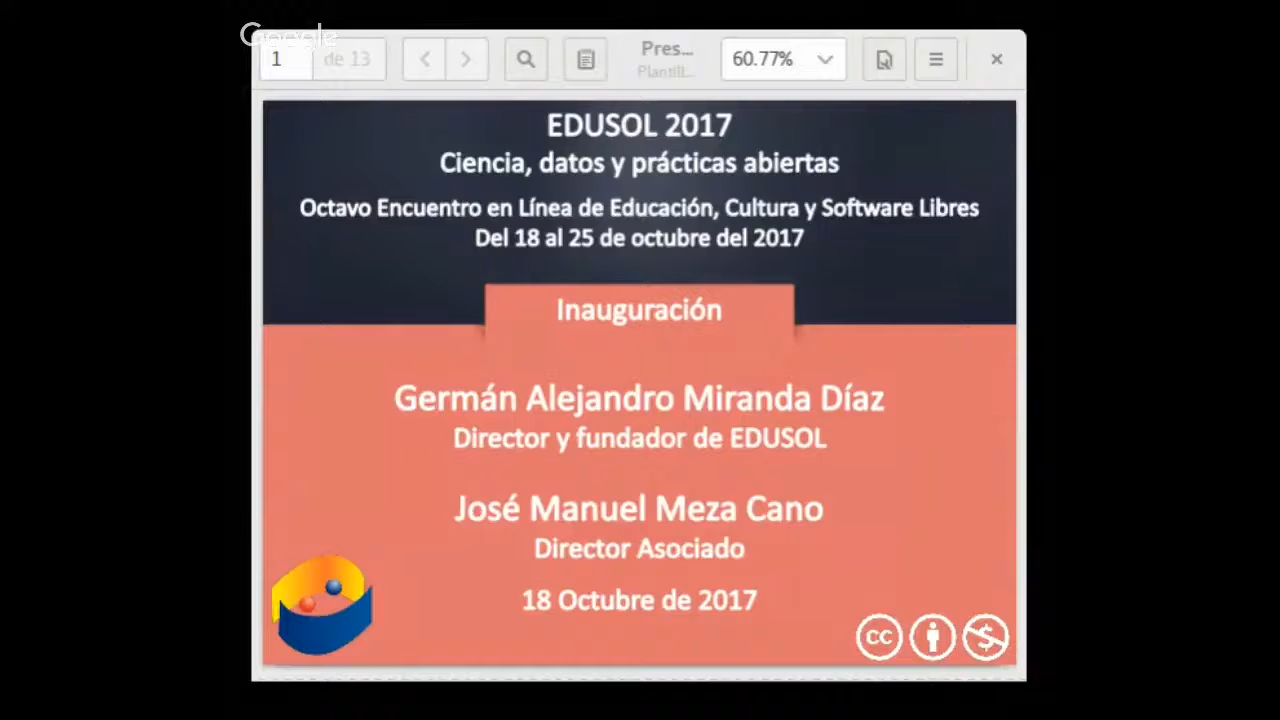 Google
1 de 13 Pres... 60.77%
Plantill...
EDUSOL 2017
Ciencia, datos y prácticas abiertas
Octavo Encuentro en Línea de Educación, Cultura y Software Libres
Del 18 al 25 de octubre del 2017
Inauguración
Germán Alejandro Miranda Díaz
Director y fundador de EDUSOL
José Manuel Meza Cano
Director Asociado
18 Octubre de 2017
CC